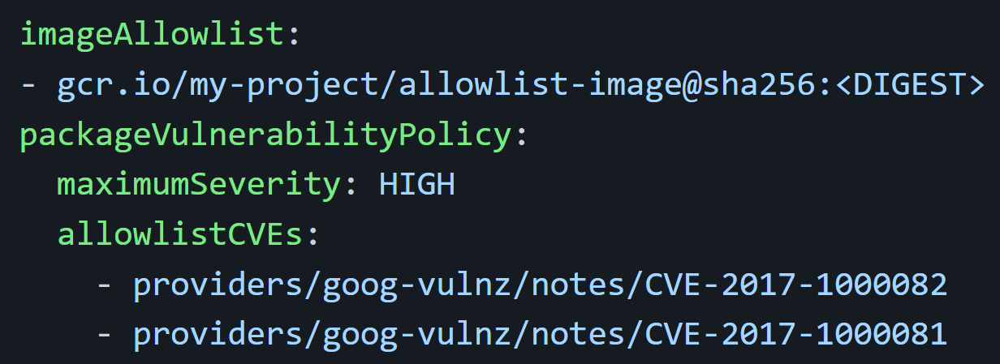 imageAllowlist:
- gcr.io/my-project/allowlist-image@sha256:<DIGEST>
packageVulnerabilityPolicy:
  maximumSeverity: HIGH
  allowlistCVEs:
    - providers/goog-vulnz/notes/CVE-2017-1000082
    - providers/goog-vulnz/notes/CVE-2017-1000081